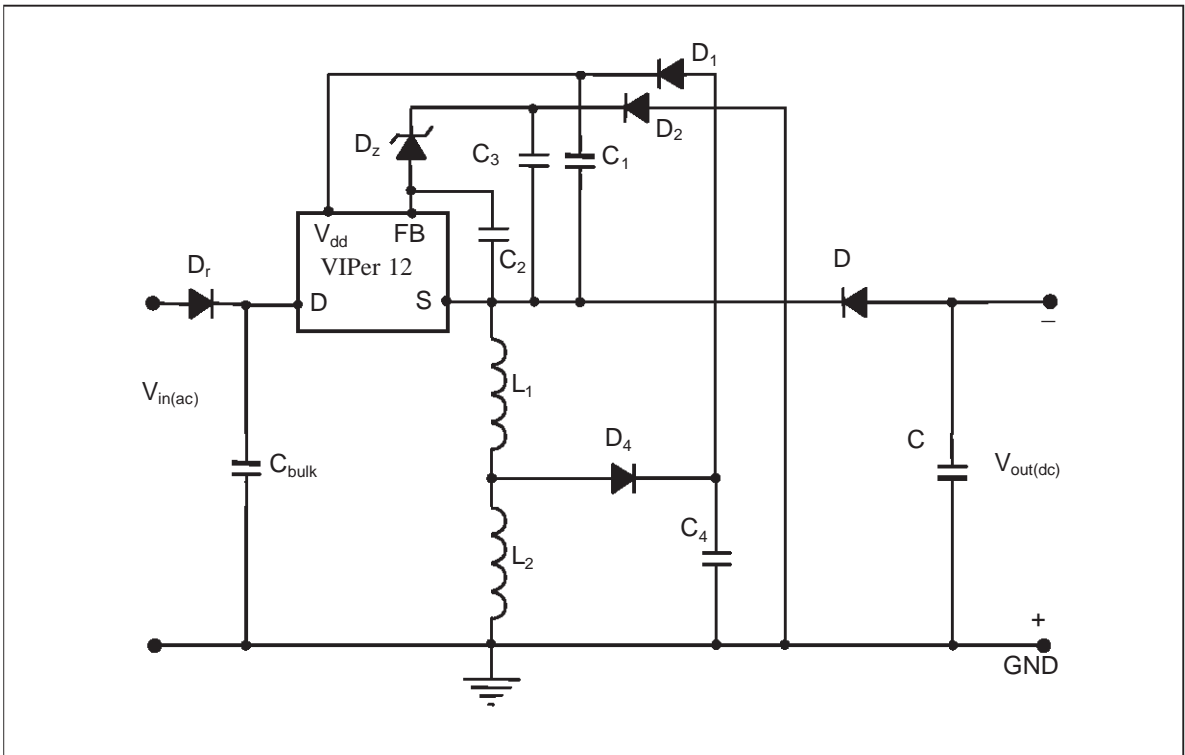 D1
D2
Dz
C3
C1
Vdd
FB
C2
VIPer 12
Dr
D
S
D
–
L1
Vin(ac)
D4
C
Cbulk
Vout(dc)
C4
L2
+
GND